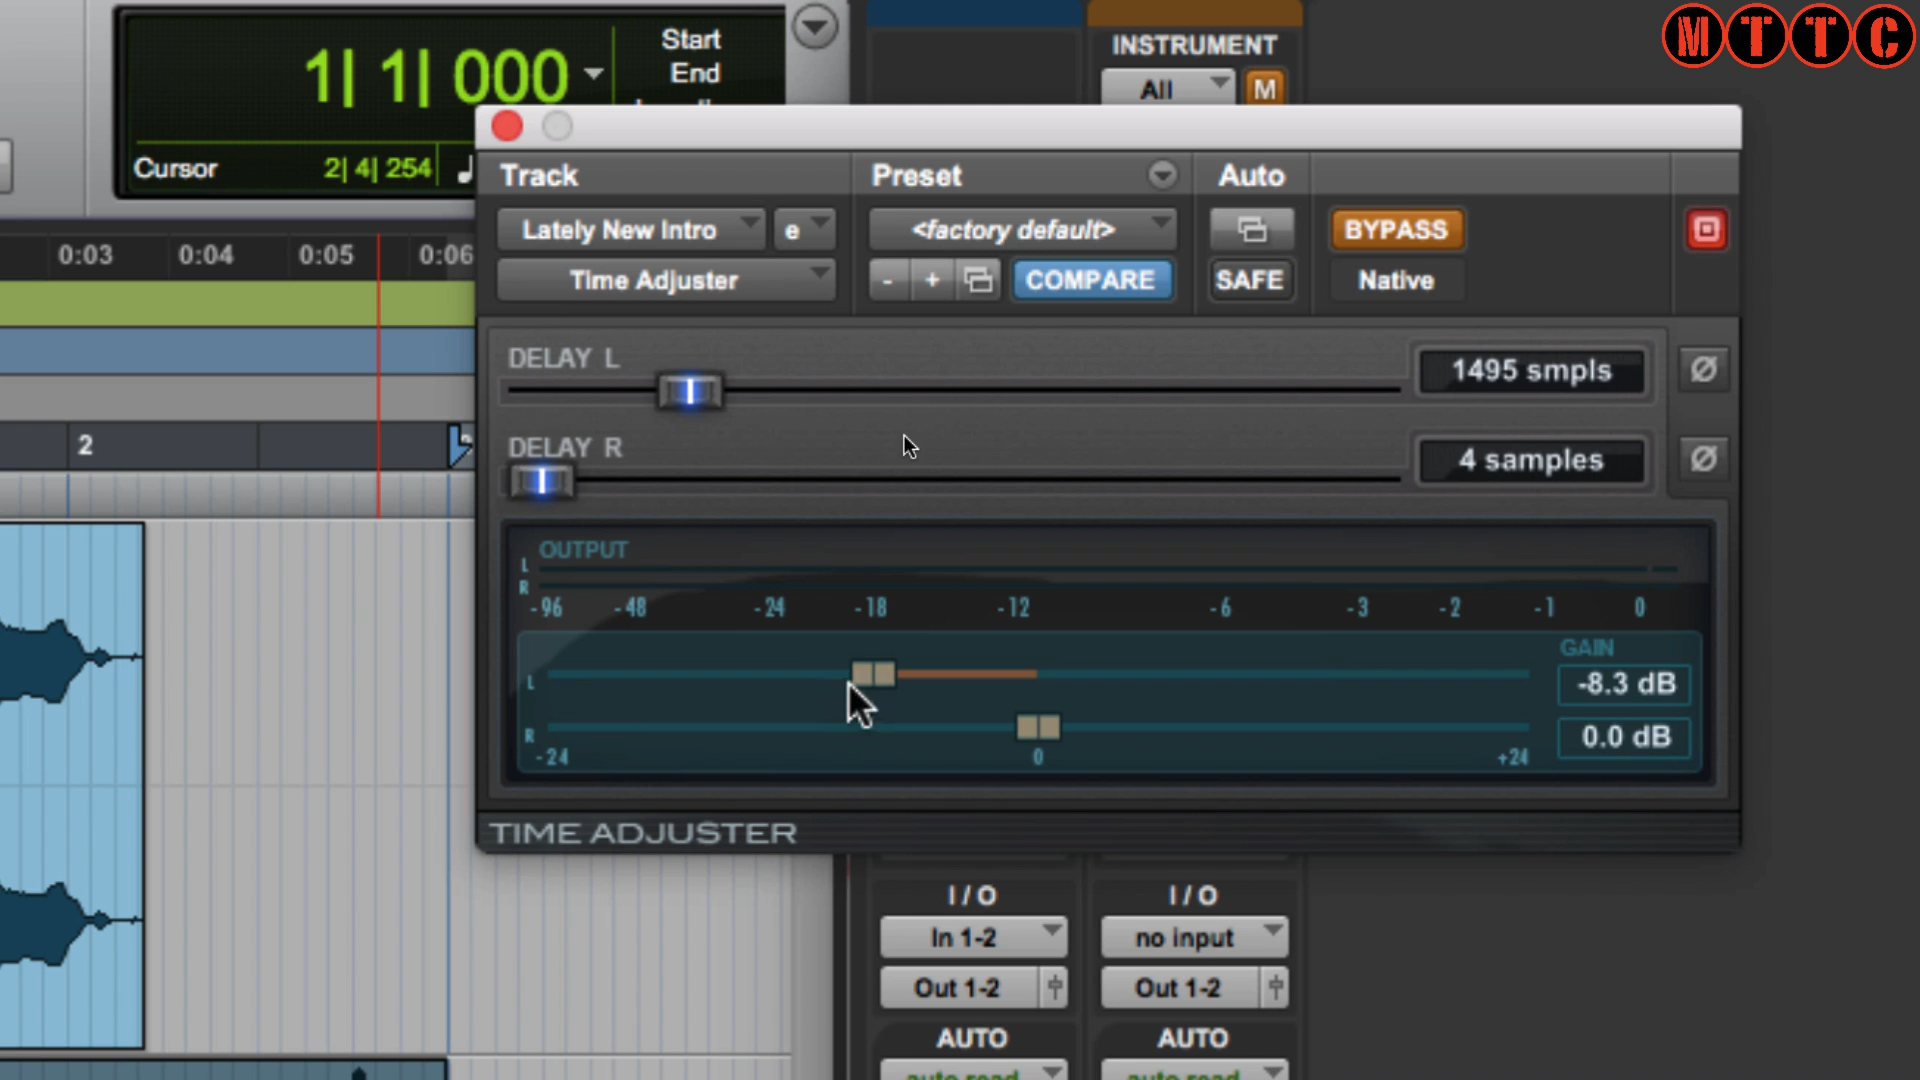 MTTC
1| 1| 000
Start
End
Cursor 2| 4| 254
INSTRUMENT
All M
0:03 0:04 0:05 0:06
2
Track Preset Auto
Lately New Intro e <factory default> BYPASS
Time Adjuster - + COMPARE SAFE Native
DELAY L 1495 smpls Ø
DELAY R 4 samples Ø
OUTPUT
L
R
-96 -48 -24 -18 -12 -6 -3 -2 -1 0
GAIN
L -8.3 dB
R 0.0 dB
-24 0 +24
TIME ADJUSTER
I / O I / O
In 1-2 no input
Out 1-2 Out 1-2
AUTO AUTO
auto read auto read